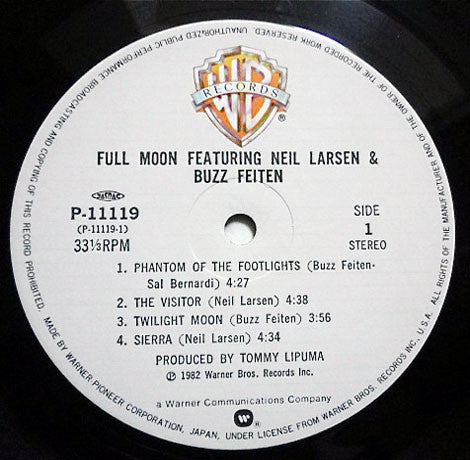 UNAUTHORIZED PUBLIC PERFORMANCE BROADCASTING AND COPYING OF THIS RECORD PROHIBITED.
ALL RIGHTS OF THE MANUFACTURER AND OF THE OWNER OF THE RECORDED WORK RESERVED.
WB
RECORDS
®
FULL MOON FEATURING NEIL LARSEN &
BUZZ FEITEN
JASRAC
P-11119
(P-11119-1)
33⅓RPM
SIDE
1
STEREO
1. PHANTOM OF THE FOOTLIGHTS (Buzz Feiten-
Sal Bernardi) 4:27
2. THE VISITOR (Neil Larsen) 4:38
3. TWILIGHT MOON (Buzz Feiten) 3:56
4. SIERRA (Neil Larsen) 4:34
PRODUCED BY TOMMY LIPUMA
℗ 1982 Warner Bros. Records Inc.
a Warner Communications Company
W
MADE BY WARNER PIONEER CORPORATION, JAPAN, UNDER LICENSE FROM WARNER BROS. RECORDS INC. U.S.A.